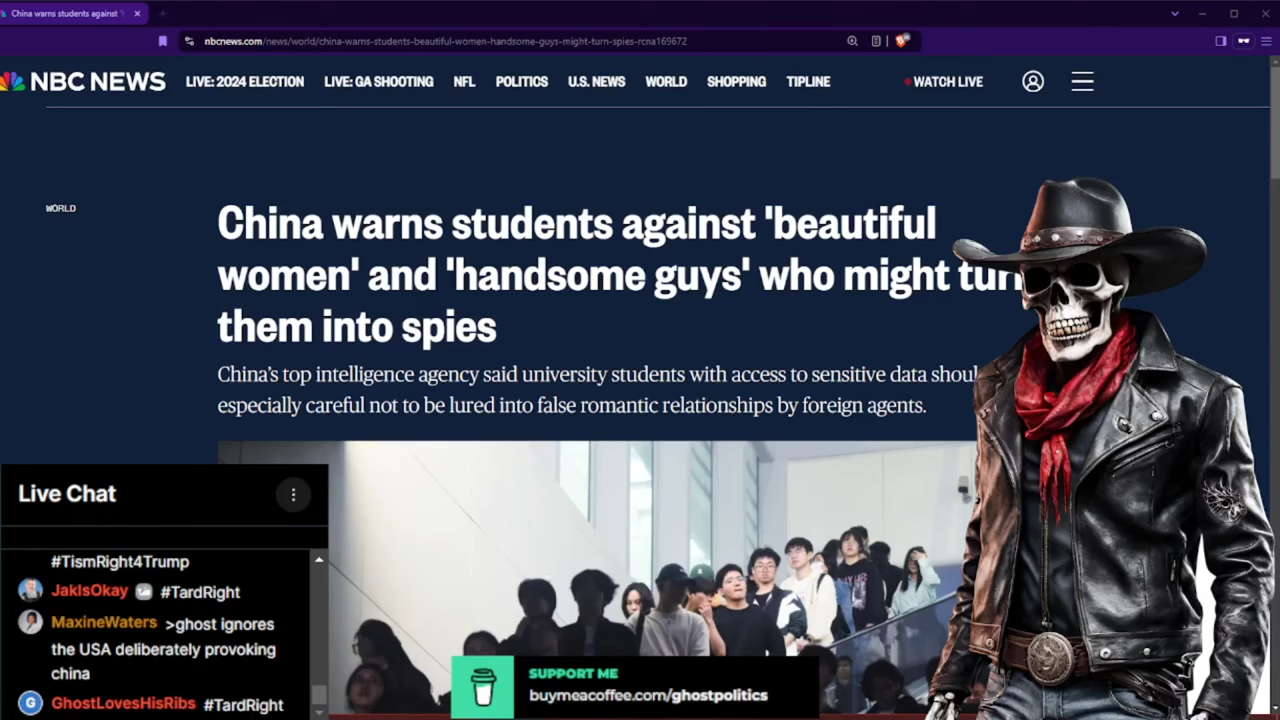 China warns students against '
nbcnews.com/news/world/china-warns-students-beautiful-women-handsome-guys-might-turn-spies-rcna169672
NBC NEWS
LIVE: 2024 ELECTION
LIVE: GA SHOOTING
NFL
POLITICS
U.S. NEWS
WORLD
SHOPPING
TIPLINE
WATCH LIVE
WORLD
China warns students against 'beautiful
women' and 'handsome guys' who might turn
them into spies
China's top intelligence agency said university students with access to sensitive data shoul
especially careful not to be lured into false romantic relationships by foreign agents.
Live Chat
#TismRight4Trump
JakIsOkay #TardRight
MaxineWaters >ghost ignores
the USA deliberately provoking
china
G GhostLovesHisRibs #TardRight
SUPPORT ME
buymeacoffee.com/ghostpolitics